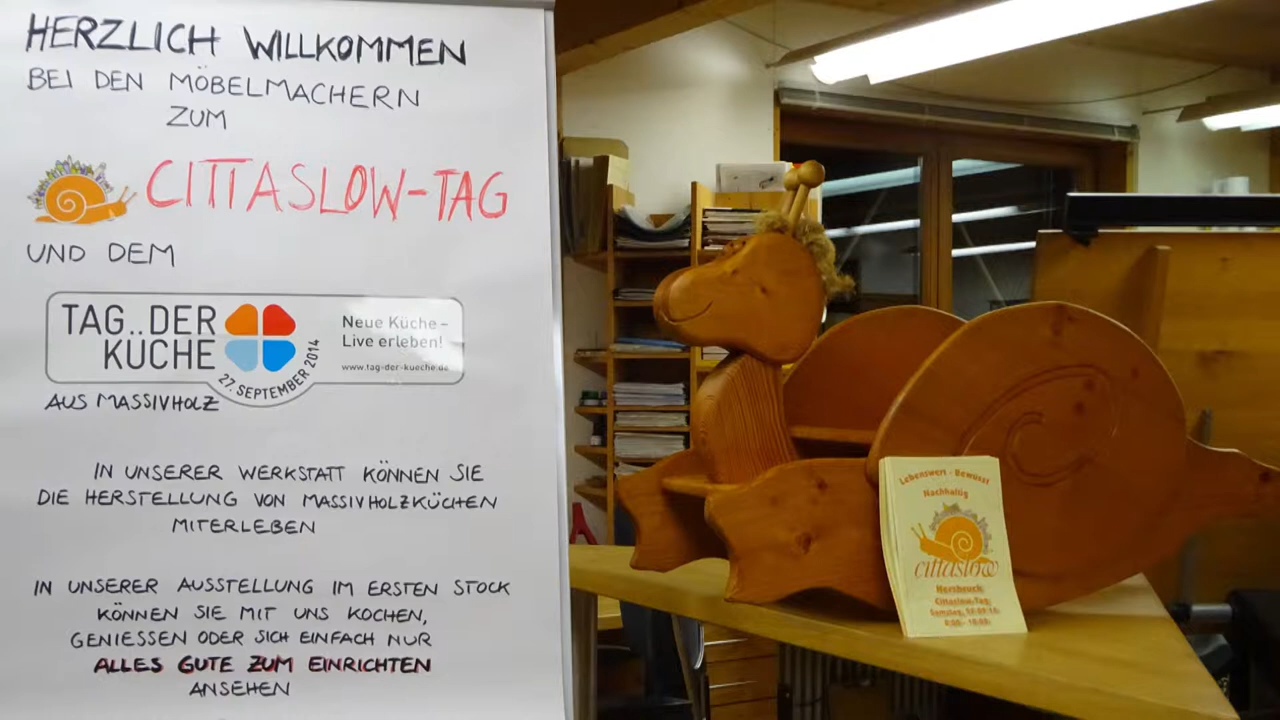 HERZLICH WILLKOMMEN
BEI DEN MÖBELMACHERN
ZUM
CITTASLOW-TAG
UND DEM
TAG DER
KÜCHE
27. SEPTEMBER 2014
Neue Küche –
Live erleben!
www.tag-der-kueche.de
AUS MASSIVHOLZ
IN UNSERER WERKSTATT KÖNNEN SIE
DIE HERSTELLUNG VON MASSIVHOLZKÜCHEN
MITERLEBEN
IN UNSERER AUSSTELLUNG IM ERSTEN STOCK
KÖNNEN SIE MIT UNS KOCHEN,
GENIESSEN ODER SICH EINFACH NUR
ALLES GUTE ZUM EINRICHTEN
ANSEHEN
Lebenswert - Bewusst
Nachhaltig
cittaslow
Hersbruck
Cittaslow-Tag
Samstag,